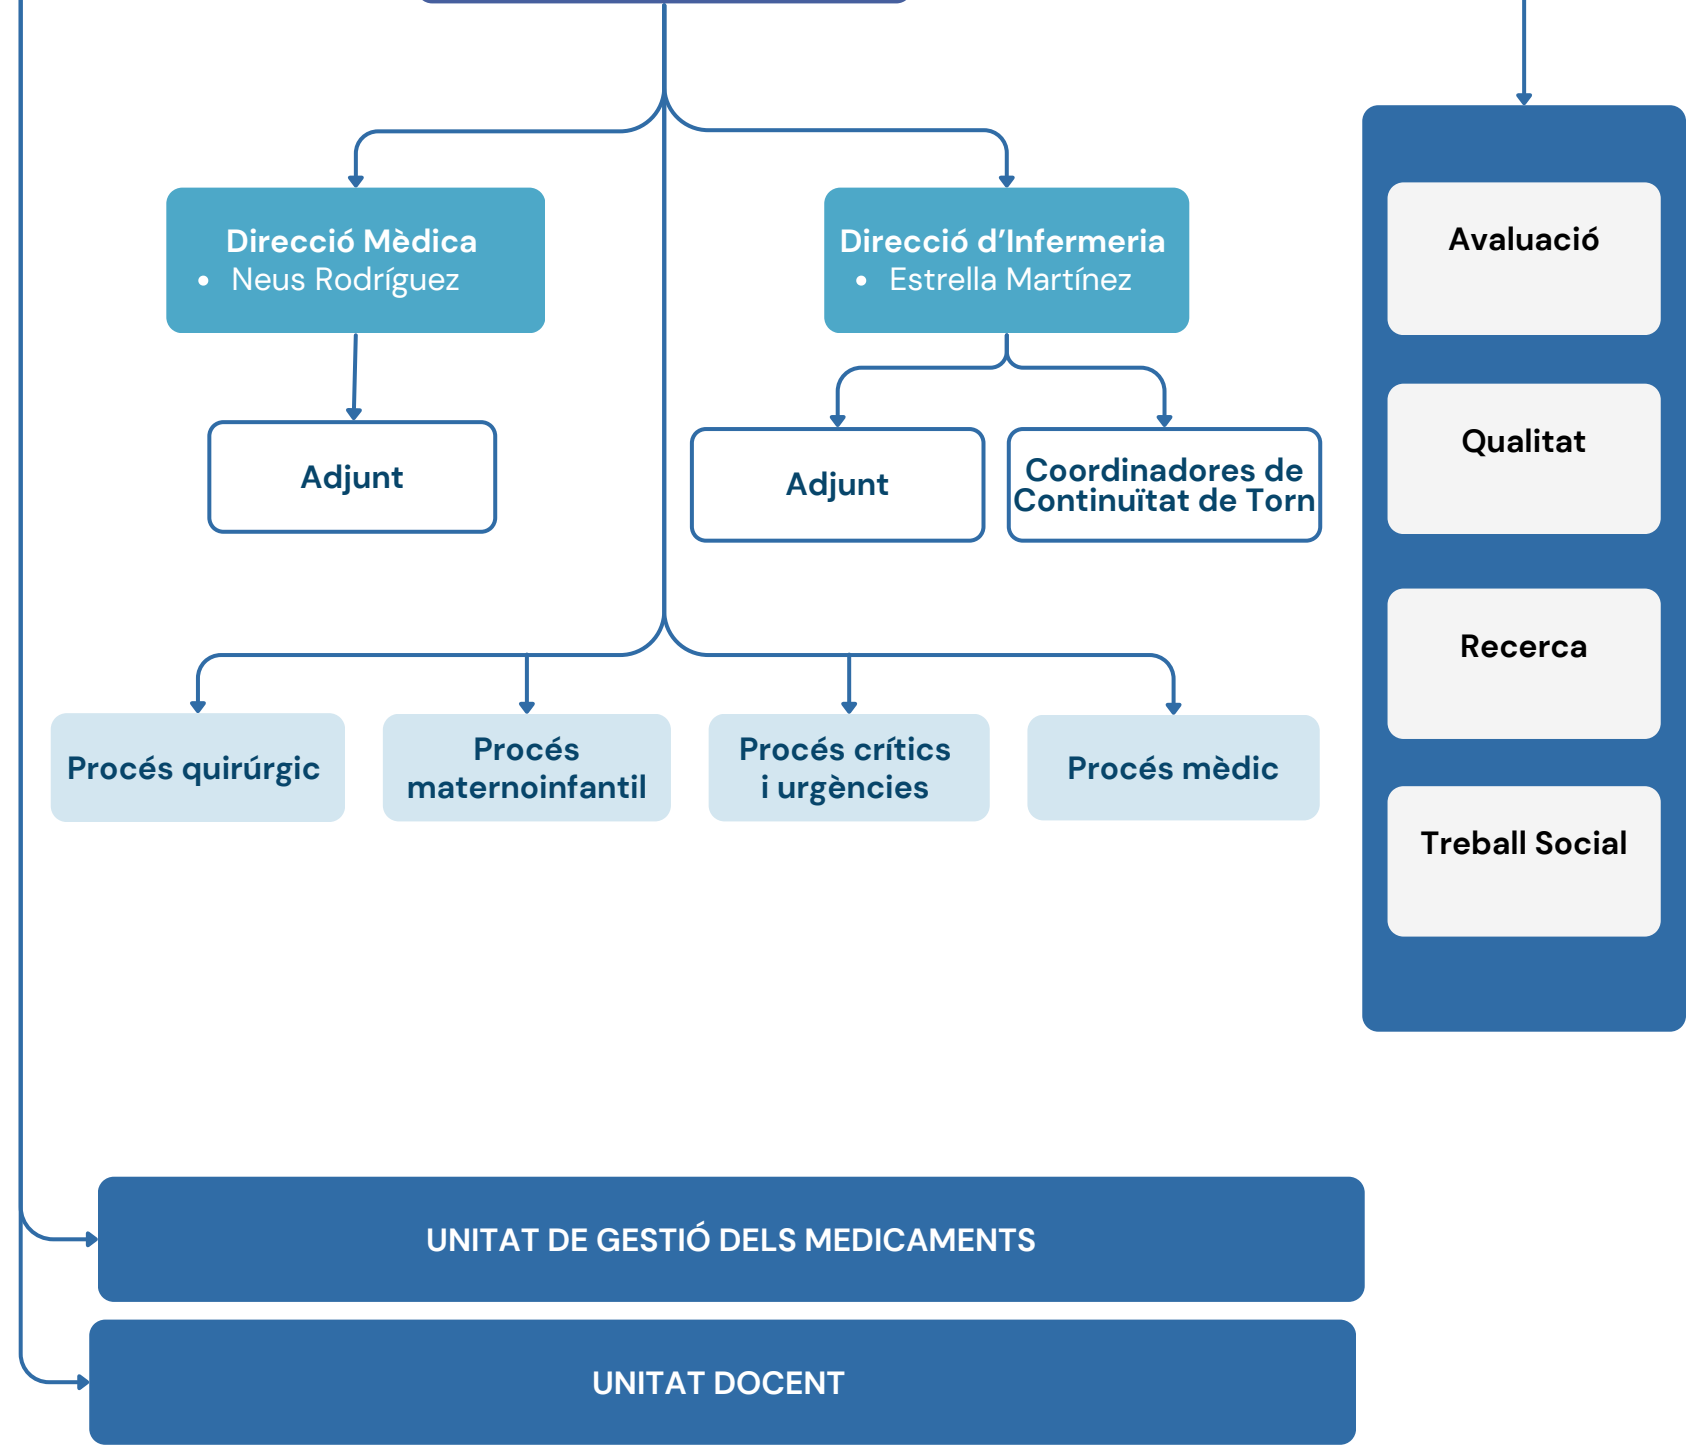 Direcció Mèdica
• Neus Rodríguez
Direcció d’Infermeria
• Estrella Martínez
Adjunt
Adjunt
Coordinadores de
Continuïtat de Torn
Procés quirúrgic
Procés
maternoinfantil
Procés crítics
i urgències
Procés mèdic
Avaluació
Qualitat
Recerca
Treball Social
UNITAT DE GESTIÓ DELS MEDICAMENTS
UNITAT DOCENT